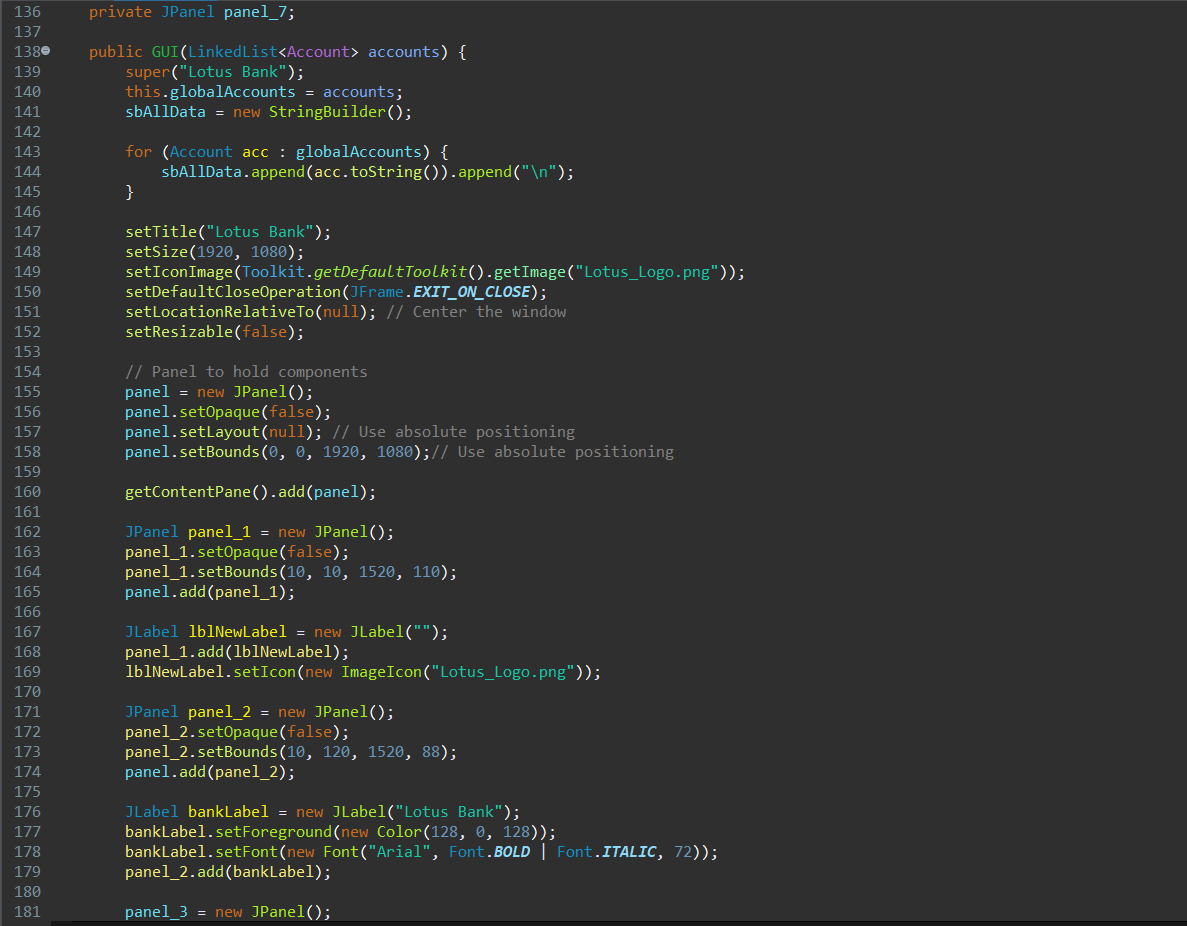 136 private JPanel panel_7;
137
138 public GUI(LinkedList<Account> accounts) {
139 super("Lotus Bank");
140 this.globalAccounts = accounts;
141 sbAllData = new StringBuilder();
142
143 for (Account acc : globalAccounts) {
144 sbAllData.append(acc.toString()).append("\n");
145 }
146
147 setTitle("Lotus Bank");
148 setSize(1920, 1080);
149 setIconImage(Toolkit.getDefaultToolkit().getImage("Lotus_Logo.png"));
150 setDefaultCloseOperation(JFrame.EXIT_ON_CLOSE);
151 setLocationRelativeTo(null); // Center the window
152 setResizable(false);
153
154 // Panel to hold components
155 panel = new JPanel();
156 panel.setOpaque(false);
157 panel.setLayout(null); // Use absolute positioning
158 panel.setBounds(0, 0, 1920, 1080);// Use absolute positioning
159
160 getContentPane().add(panel);
161
162 JPanel panel_1 = new JPanel();
163 panel_1.setOpaque(false);
164 panel_1.setBounds(10, 10, 1520, 110);
165 panel.add(panel_1);
166
167 JLabel lblNewLabel = new JLabel("");
168 panel_1.add(lblNewLabel);
169 lblNewLabel.setIcon(new ImageIcon("Lotus_Logo.png"));
170
171 JPanel panel_2 = new JPanel();
172 panel_2.setOpaque(false);
173 panel_2.setBounds(10, 120, 1520, 88);
174 panel.add(panel_2);
175
176 JLabel bankLabel = new JLabel("Lotus Bank");
177 bankLabel.setForeground(new Color(128, 0, 128));
178 bankLabel.setFont(new Font("Arial", Font.BOLD | Font.ITALIC, 72));
179 panel_2.add(bankLabel);
180
181 panel_3 = new JPanel();